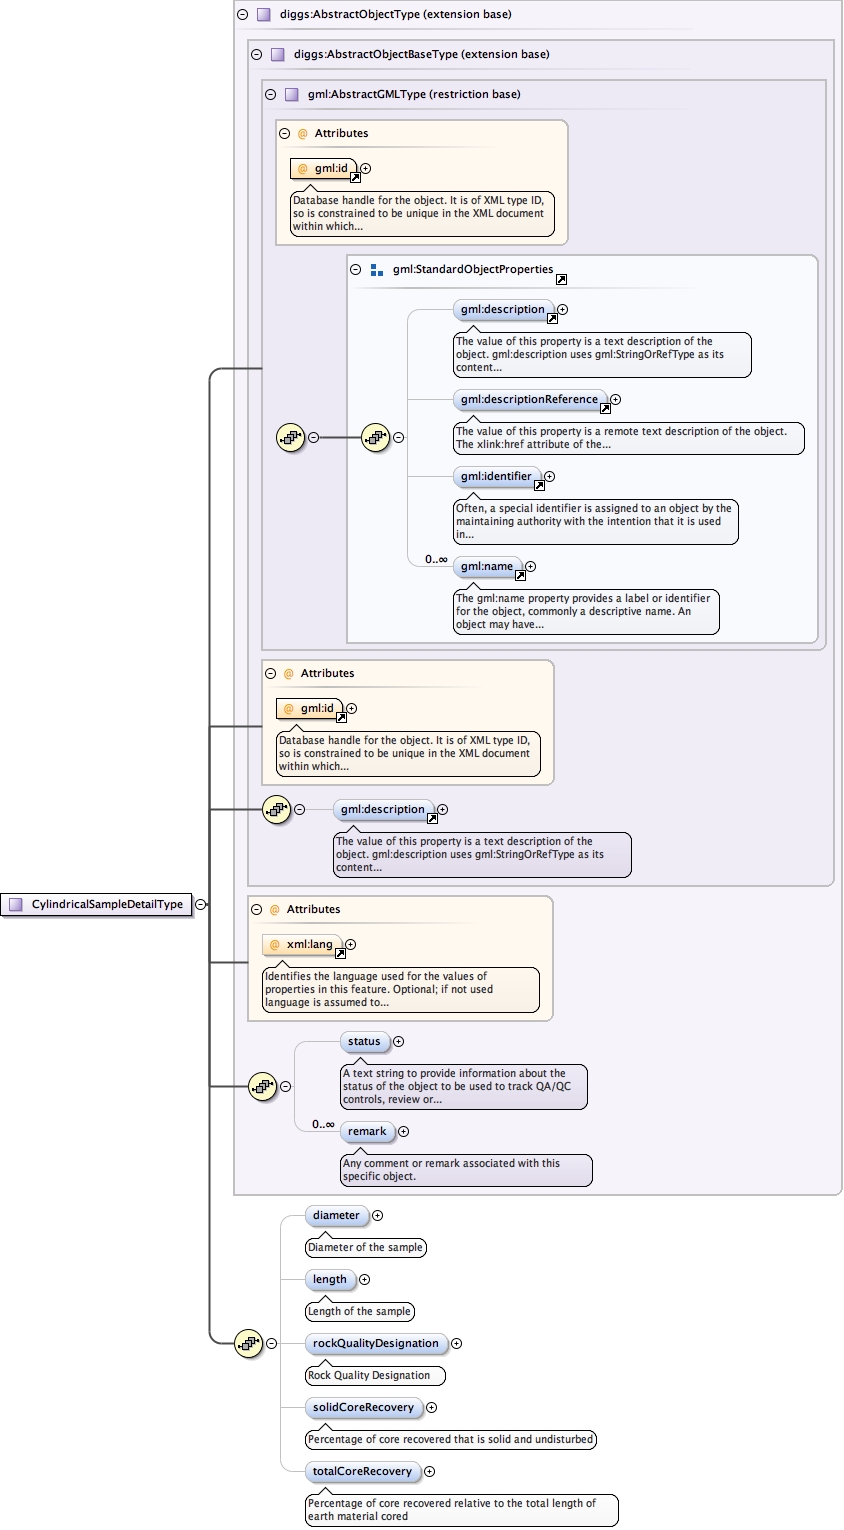 diggs:AbstractObjectType (extension base)
diggs:AbstractObjectBaseType (extension base)
gml:AbstractGMLType (restriction base)
@ Attributes
@ gml:id
Database handle for the object. It is of XML type ID,
so is constrained to be unique in the XML document
within which...
gml:StandardObjectProperties
gml:description
The value of this property is a text description of the
object. gml:description uses gml:StringOrRefType as its
content...
gml:descriptionReference
The value of this property is a remote text description of the object.
The xlink:href attribute of the...
gml:identifier
Often, a special identifier is assigned to an object by the
maintaining authority with the intention that it is used
in...
0..∞
gml:name
The gml:name property provides a label or identifier
for the object, commonly a descriptive name. An
object may have...
@ Attributes
@ gml:id
Database handle for the object. It is of XML type ID,
so is constrained to be unique in the XML document
within which...
gml:description
The value of this property is a text description of the
object. gml:description uses gml:StringOrRefType as its
content...
CylindricalSampleDetailType
@ Attributes
@ xml:lang
Identifies the language used for the values of
properties in this feature. Optional; if not used
language is assumed to...
status
A text string to provide information about the
status of the object to be used to track QA/QC
controls, review or...
0..∞
remark
Any comment or remark associated with this
specific object.
diameter
Diameter of the sample
length
Length of the sample
rockQualityDesignation
Rock Quality Designation
solidCoreRecovery
Percentage of core recovered that is solid and undisturbed
totalCoreRecovery
Percentage of core recovered relative to the total length of
earth material cored